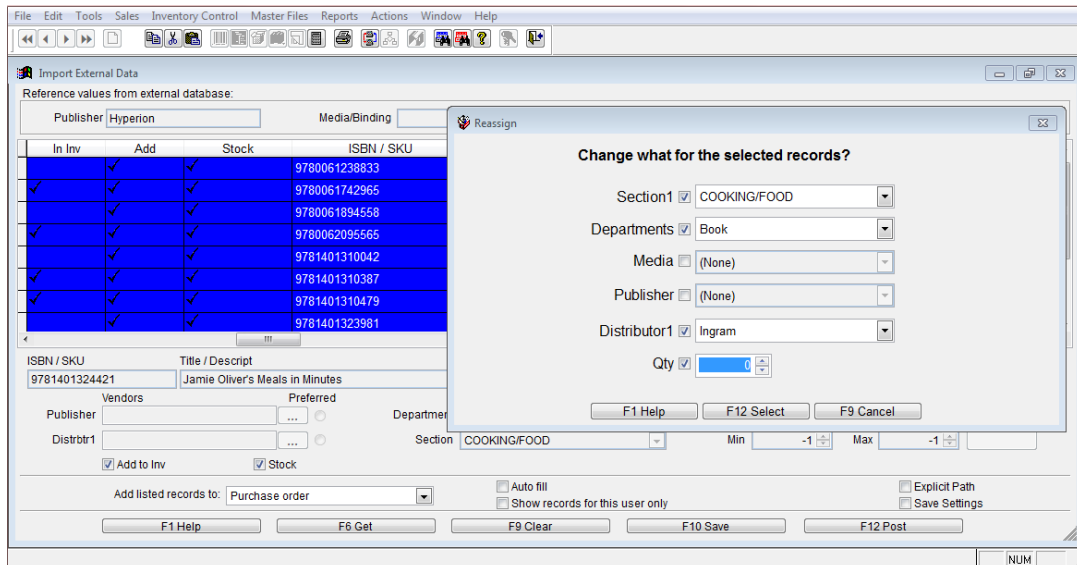 File Edit Tools Sales Inventory Control Master Files Reports Actions Window Help
Import External Data
Reference values from external database:
Publisher Hyperion Media/Binding
Reassign
Change what for the selected records?
In Inv Add Stock ISBN / SKU
9780061238833
9780061742965
9780061894558
9780062095565
9781401310042
9781401310387
9781401310479
9781401323981
Section1 COOKING/FOOD
Departments Book
Media (None)
Publisher (None)
Distributor1 Ingram
Qty 0
F1 Help F12 Select F9 Cancel
ISBN / SKU Title / Descript
9781401324421 Jamie Oliver's Meals in Minutes
Vendors Preferred
Publisher ... Departmer
Distrbtr1 ... Section COOKING/FOOD Min -1 Max -1
Add to Inv Stock
Add listed records to: Purchase order
Auto fill Explicit Path
Show records for this user only Save Settings
F1 Help F6 Get F9 Clear F10 Save F12 Post
NUM